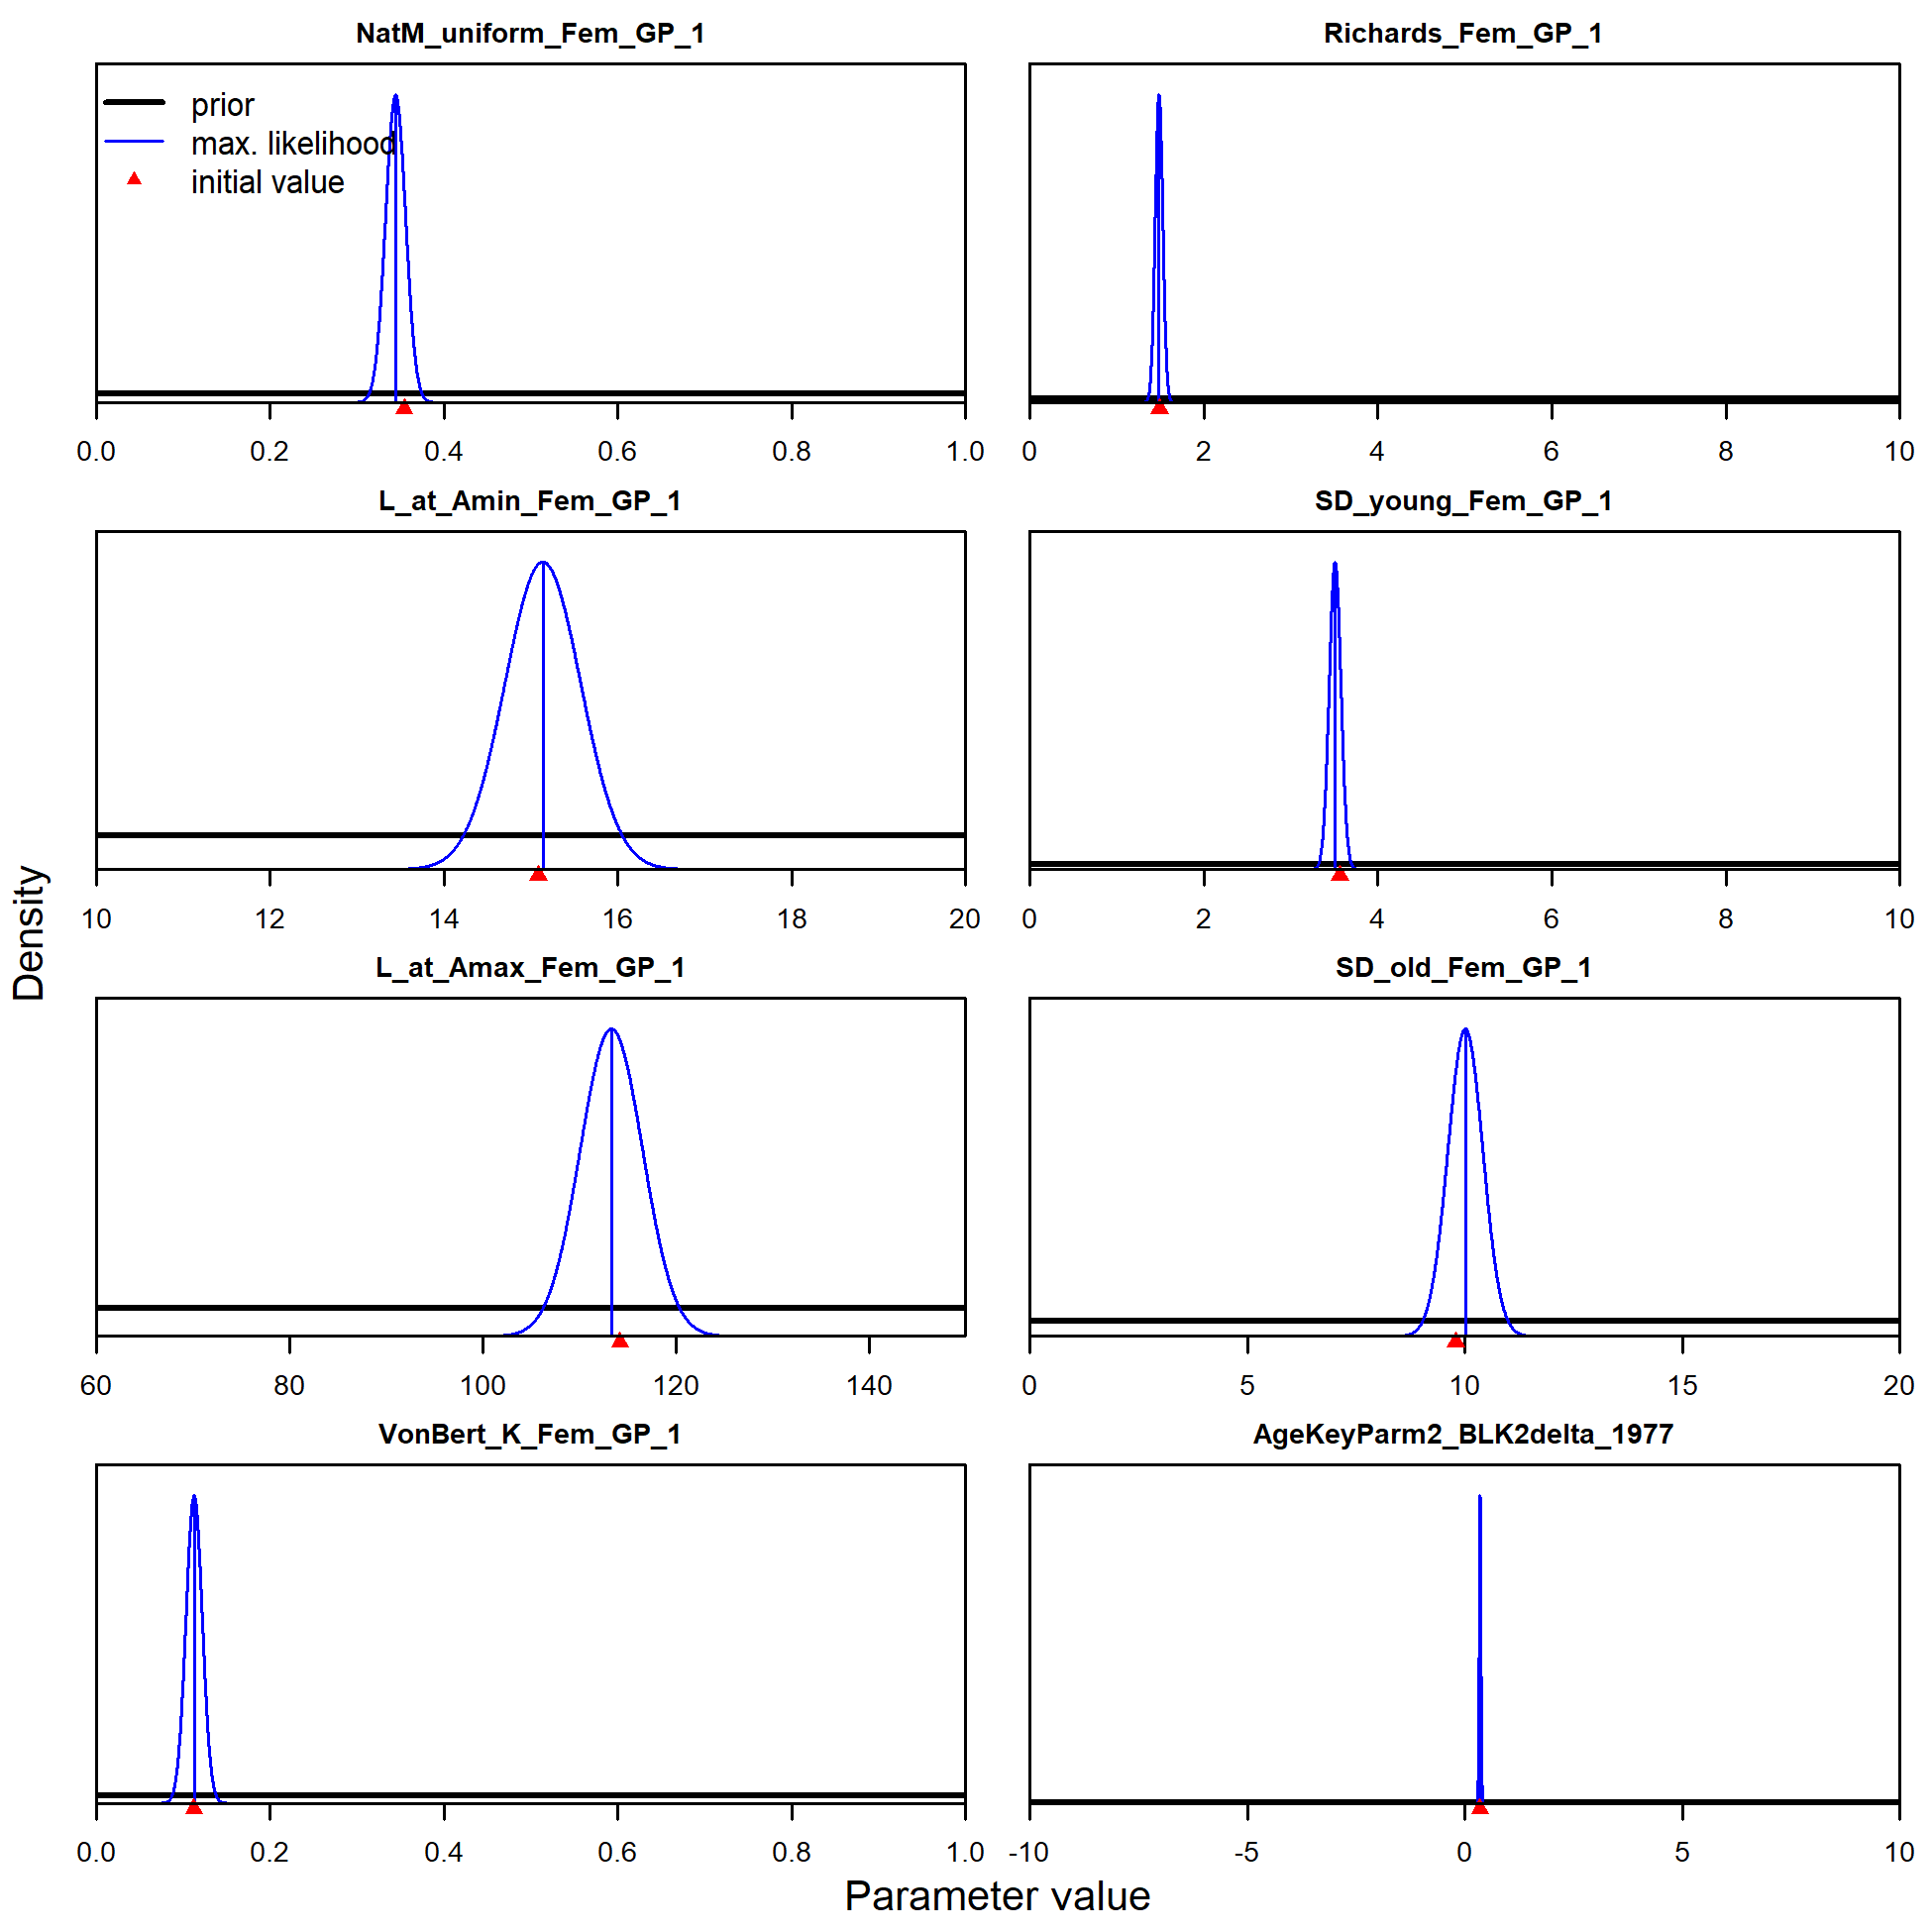 NatM_uniform_Fem_GP_1
prior
max. likelihood
initial value
0.0 0.2 0.4 0.6 0.8 1.0
Richards_Fem_GP_1
0 2 4 6 8 10
L_at_Amin_Fem_GP_1
10 12 14 16 18 20
SD_young_Fem_GP_1
0 2 4 6 8 10
L_at_Amax_Fem_GP_1
60 80 100 120 140
SD_old_Fem_GP_1
0 5 10 15 20
VonBert_K_Fem_GP_1
0.0 0.2 0.4 0.6 0.8 1.0
AgeKeyParm2_BLK2delta_1977
-10 -5 0 5 10
Density
Parameter value